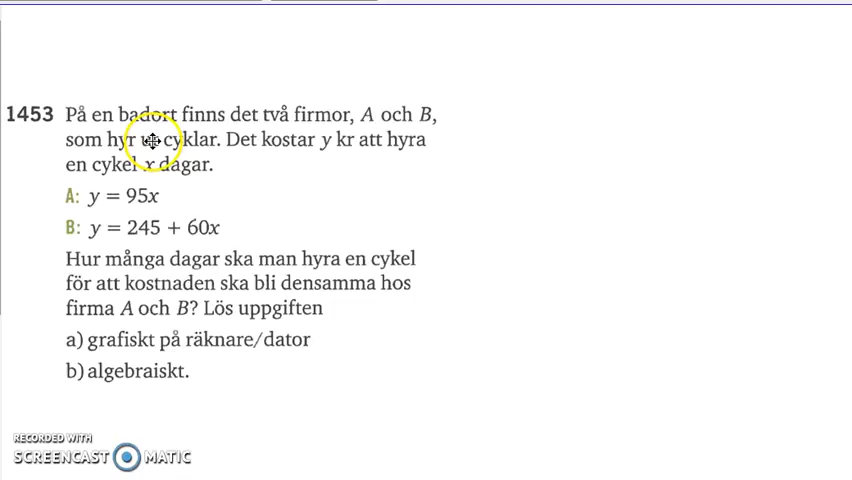 1453 På en badort finns det två firmor, A och B,
som hyr cyklar. Det kostar y kr att hyra
en cykel x dagar.
A: y = 95x
B: y = 245 + 60x
Hur många dagar ska man hyra en cykel
för att kostnaden ska bli densamma hos
firma A och B? Lös uppgiften
a) grafiskt på räknare/dator
b) algebraiskt.
RECORDED WITH
SCREENCAST MATIC